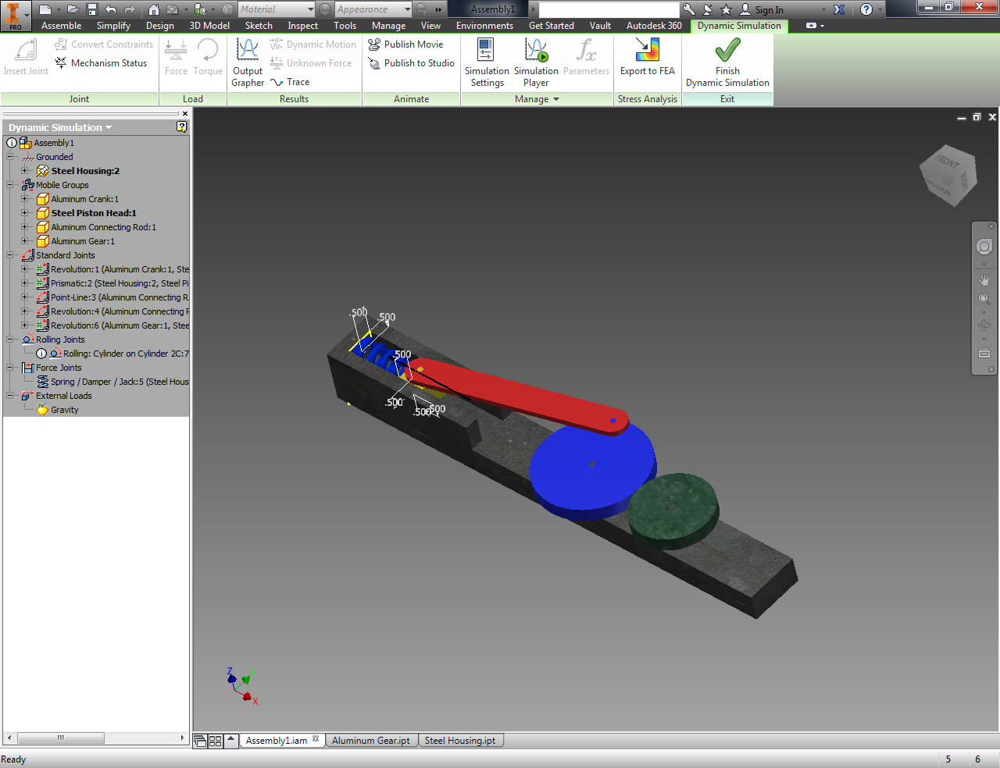 Material
Appearance
Assembly1
Sign In
PRO
Assemble Simplify Design 3D Model Sketch Inspect Tools Manage View Environments Get Started Vault Autodesk 360 Dynamic Simulation
Insert Joint
Convert Constraints
Mechanism Status
Joint
Force Torque
Load
Output Grapher
Dynamic Motion
Unknown Force
Trace
Results
Publish Movie
Publish to Studio
Animate
Simulation Settings
Simulation Player
fx
Parameters
Manage
Export to FEA
Stress Analysis
Finish
Dynamic Simulation
Exit
Dynamic Simulation
Assembly1
Grounded
Steel Housing:2
Mobile Groups
Aluminum Crank:1
Steel Piston Head:1
Aluminum Connecting Rod:1
Aluminum Gear:1
Standard Joints
Revolution:1 (Aluminum Crank:1, Ste
Prismatic:2 (Steel Housing:2, Steel Pi
Point-Line:3 (Aluminum Connecting R
Revolution:4 (Aluminum Connecting F
Revolution:6 (Aluminum Gear:1, Stee
Rolling Joints
Rolling: Cylinder on Cylinder 2C:7
Force Joints
Spring / Damper / Jack:5 (Steel Hous
External Loads
Gravity
FRONT
RIGHT
BOTTOM
.500
.500
.500
.500
.500
Z
Y
X
Assembly1.iam Aluminum Gear.ipt Steel Housing.ipt
Ready
5 6